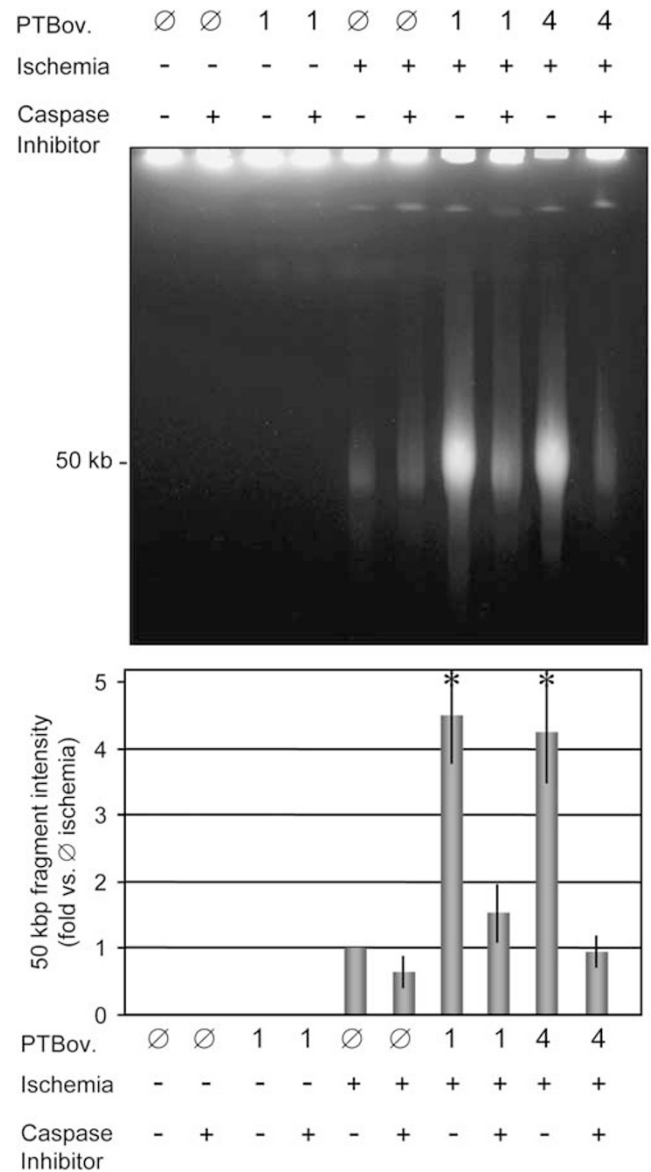 PTBov. ∅ ∅ 1 1 ∅ ∅ 1 1 4 4
Ischemia - - - - + + + + + +
Caspase - + - + - + - + - +
Inhibitor
50 kb -
50 kbp fragment intensity
(fold vs. ∅ ischemia)
5
* *
4
3
2
1
0
PTBov. ∅ ∅ 1 1 ∅ ∅ 1 1 4 4
Ischemia - - - - + + + + + +
Caspase - + - + - + - + - +
Inhibitor